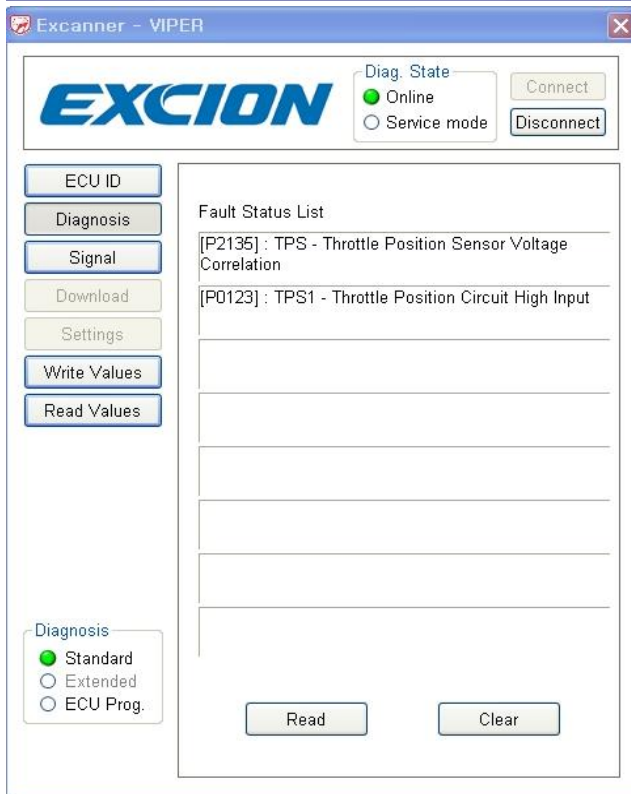 Excanner - VIPER
EXCION
Diag. State
Online
Service mode
Connect
Disconnect
ECU ID
Diagnosis
Signal
Download
Settings
Write Values
Read Values
Fault Status List
[P2135] : TPS - Throttle Position Sensor Voltage
Correlation
[P0123] : TPS1 - Throttle Position Circuit High Input
Diagnosis
Standard
Extended
ECU Prog.
Read
Clear